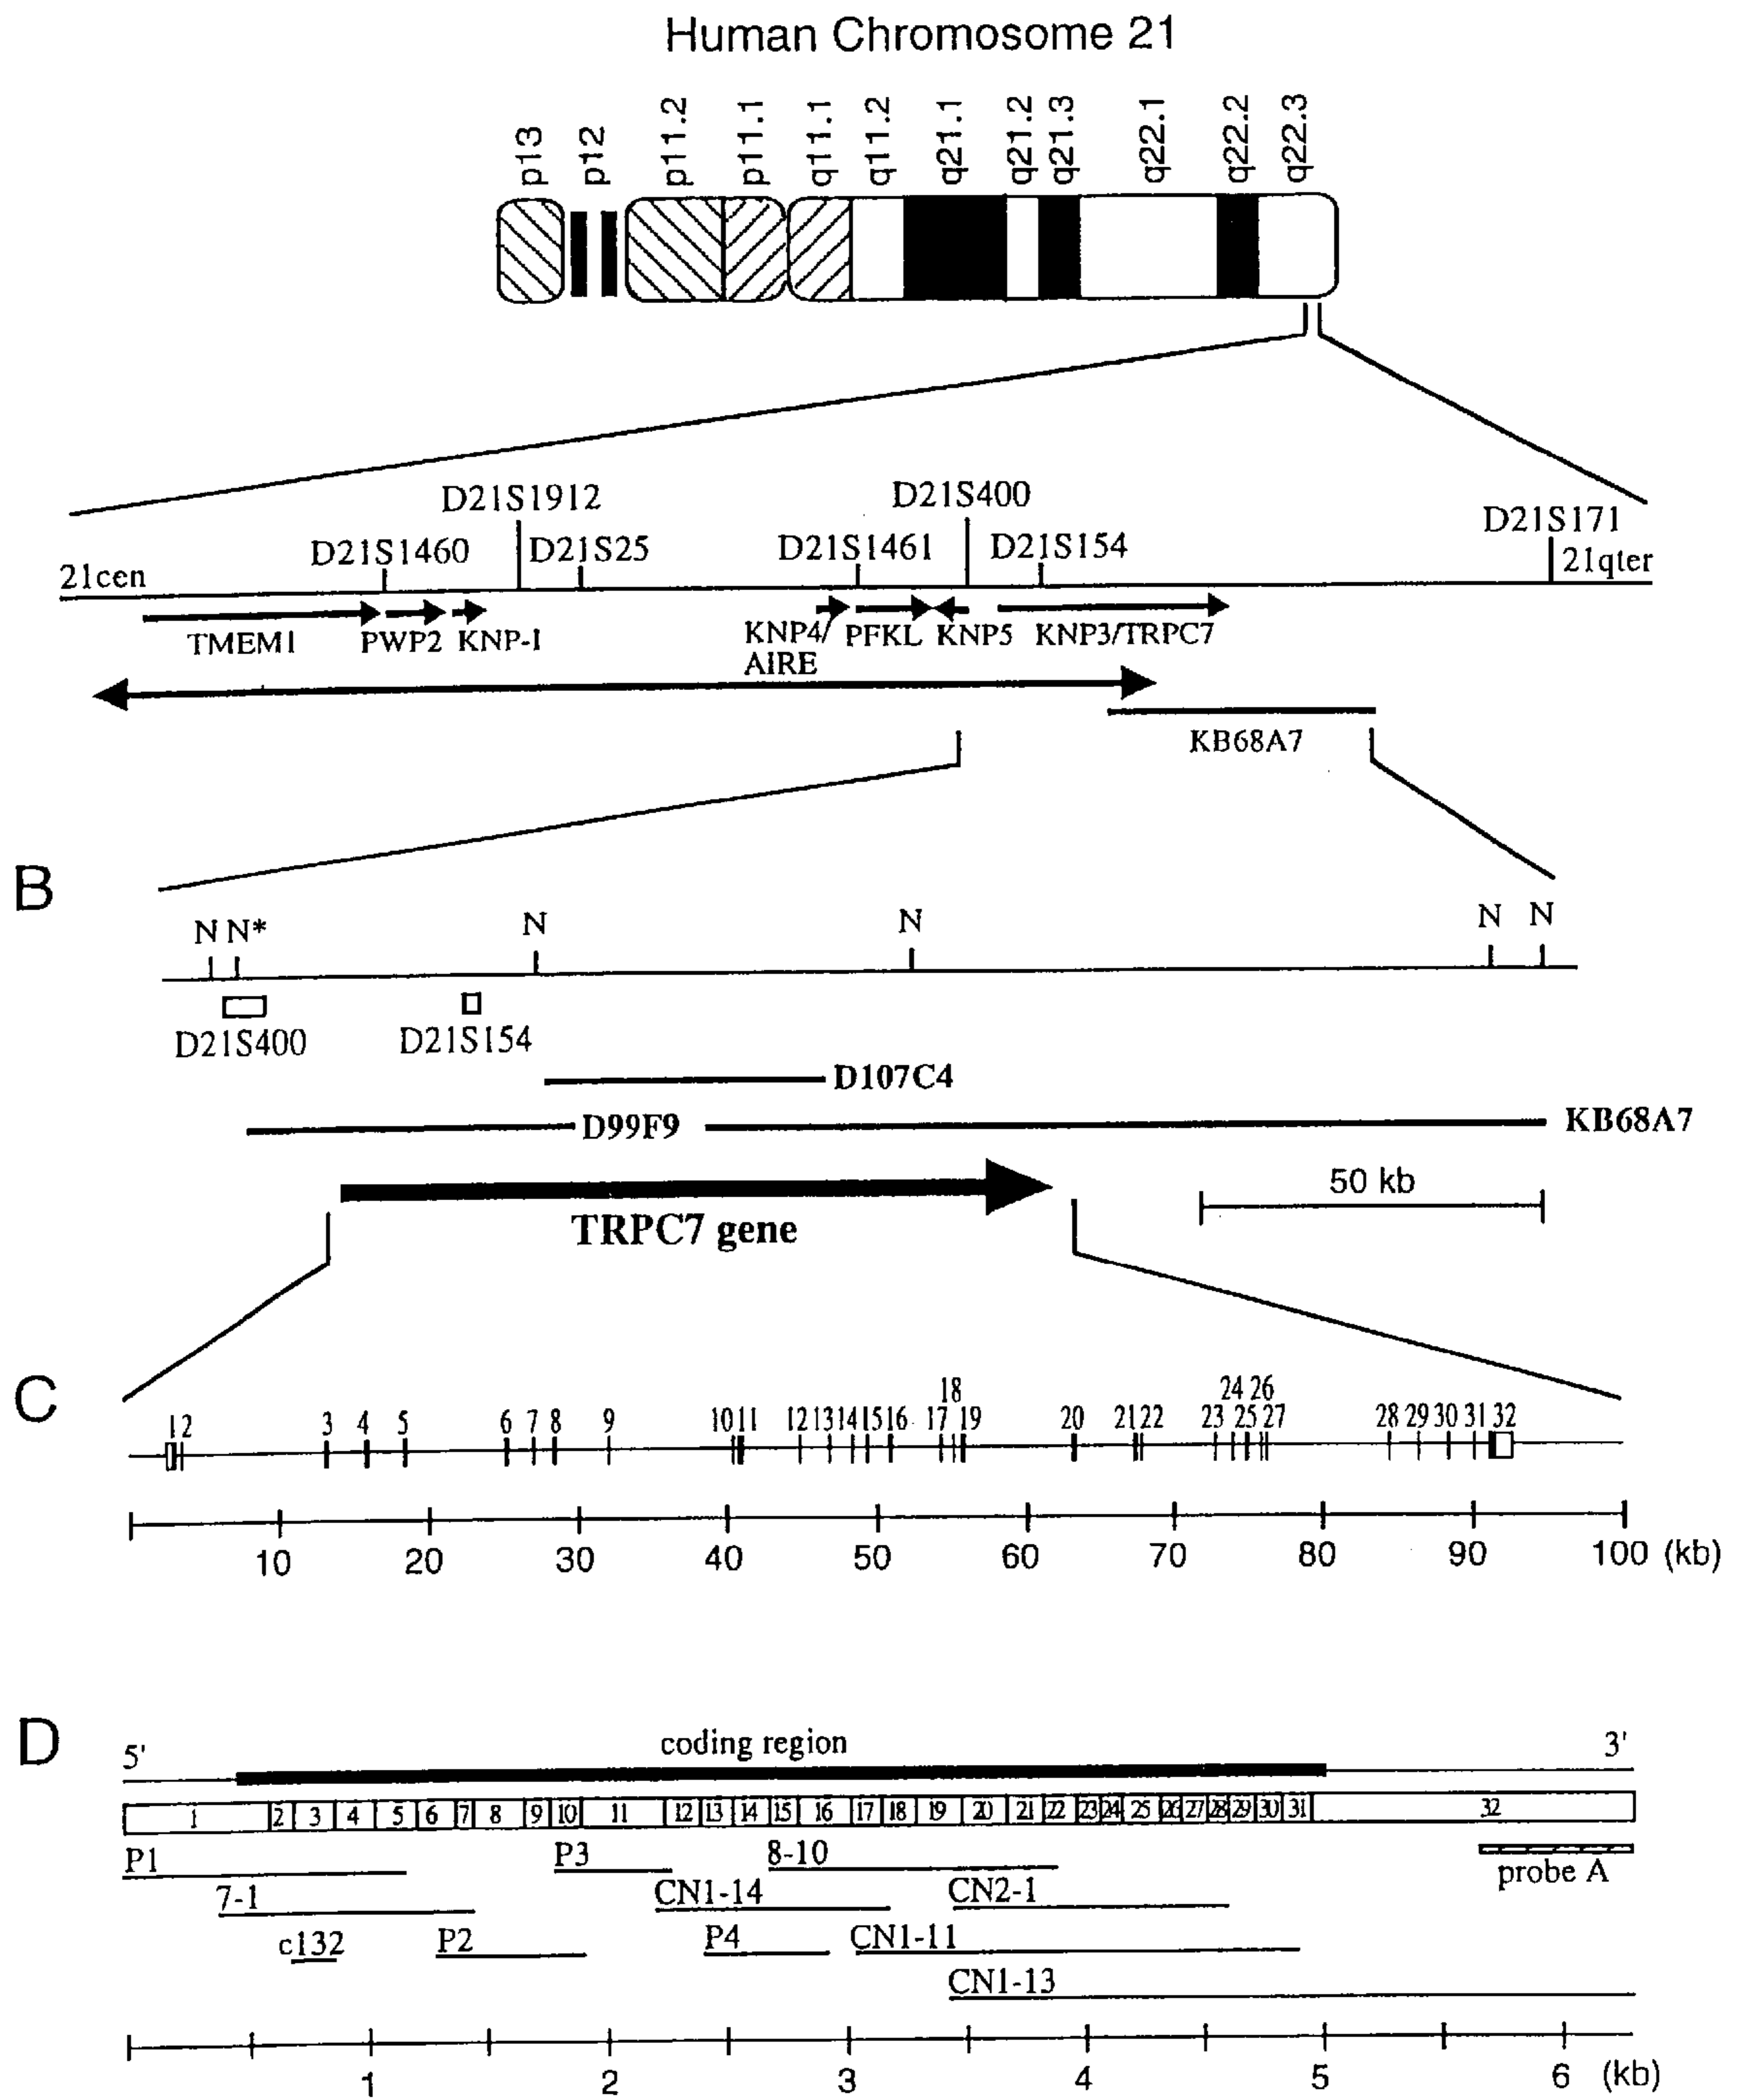 Human Chromosome 21
p13 p12 p11.2 p11.1 q11.1 q11.2 q21.1 q21.2 q21.3 q22.1 q22.2 q22.3
D21S1912 D21S400
D21S171
D21S1460 D21S25 D21S1461 D21S154
21cen 21qter
TMEM1 PWP2 KNP-I KNP4/ PFKL KNP5 KNP3/TRPC7
AIRE
KB68A7
B
N N* N N N N
D21S400 D21S154
D107C4
D99F9 KB68A7
50 kb
TRPC7 gene
C
18 24 26
1 2 3 4 5 6 7 8 9 10 11 12 13 14 15 16 17 19 20 21 22 23 25 27 28 29 30 31 32
10 20 30 40 50 60 70 80 90 100 (kb)
D
5' coding region 3'
1 2 3 4 5 6 7 8 9 10 11 12 13 14 15 16 17 18 19 20 21 22 23 24 25 26 27 28 29 30 31 32
P1 P3 8-10
probe A
7-1 CN1-14 CN2-1
c132 P2 P4 CN1-11
CN1-13
1 2 3 4 5 6 (kb)